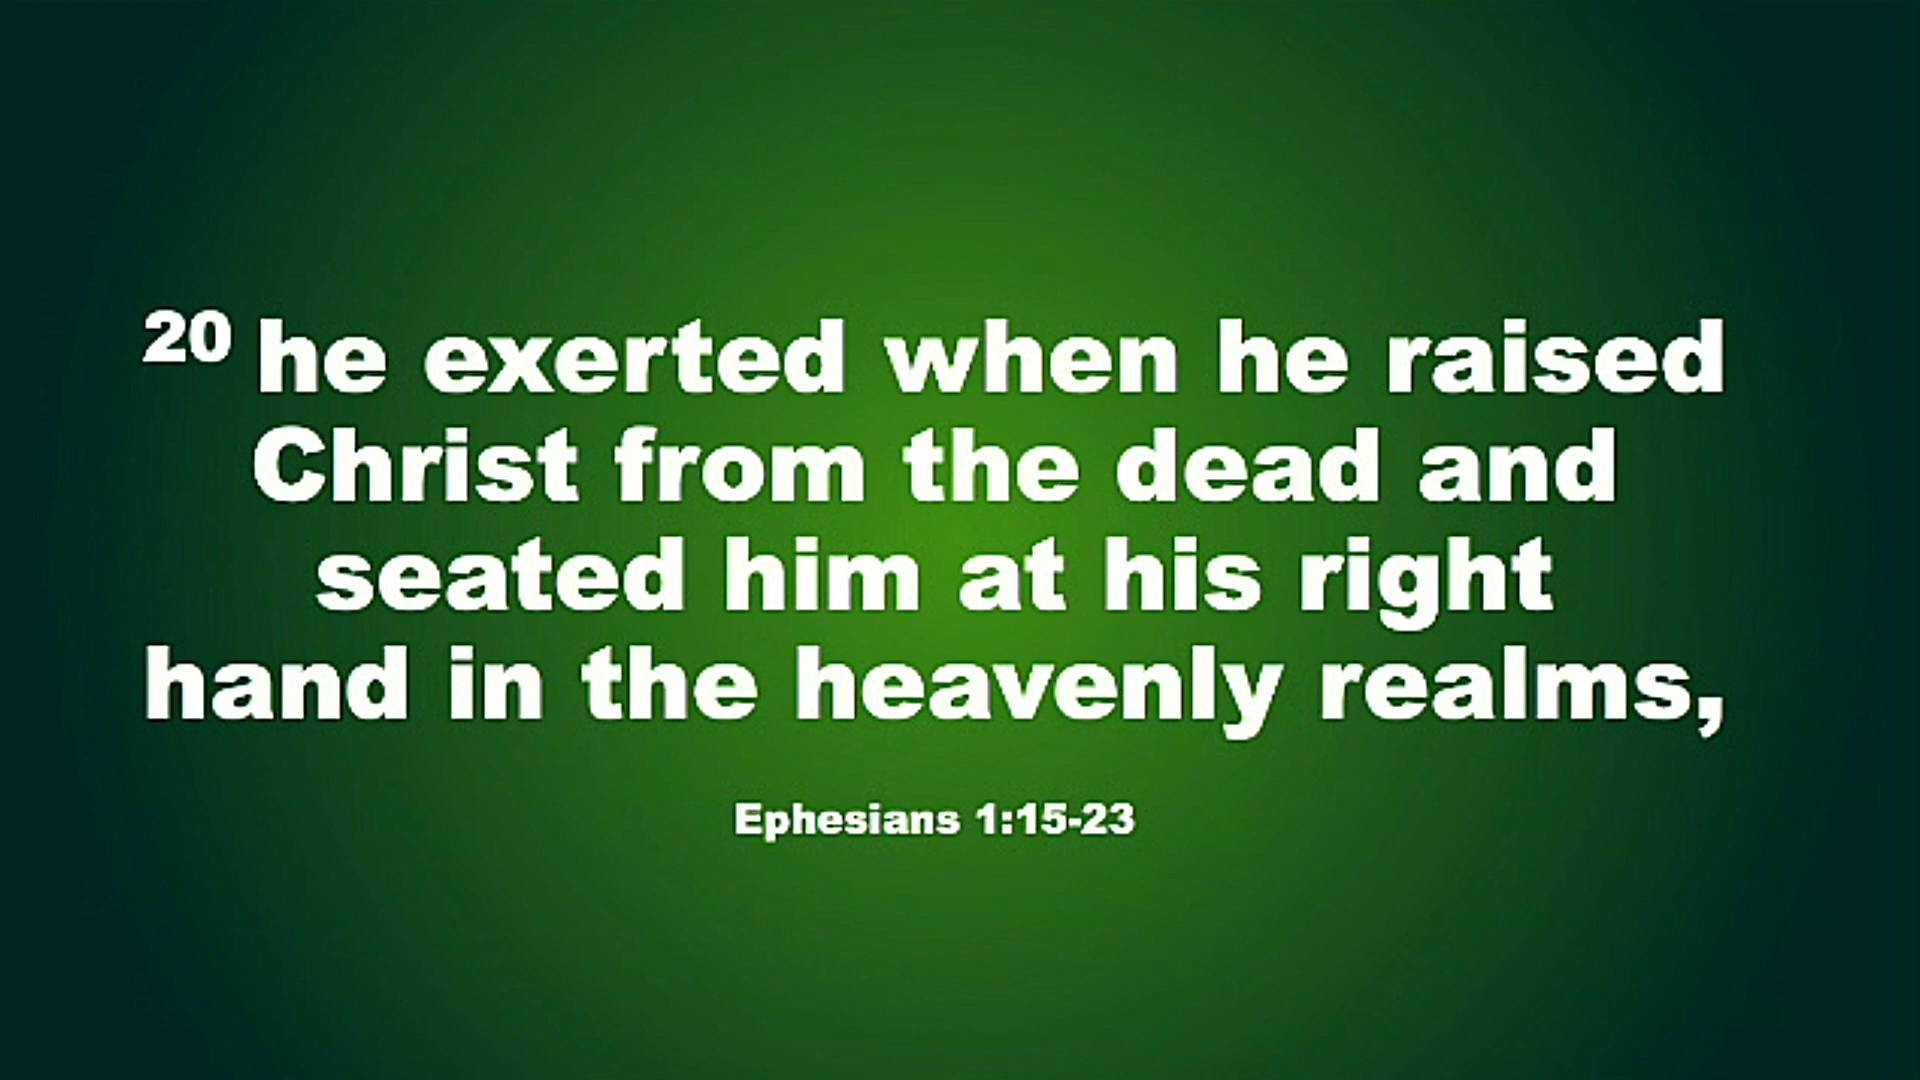 20 he exerted when he raised
Christ from the dead and
seated him at his right
hand in the heavenly realms,
Ephesians 1:15-23